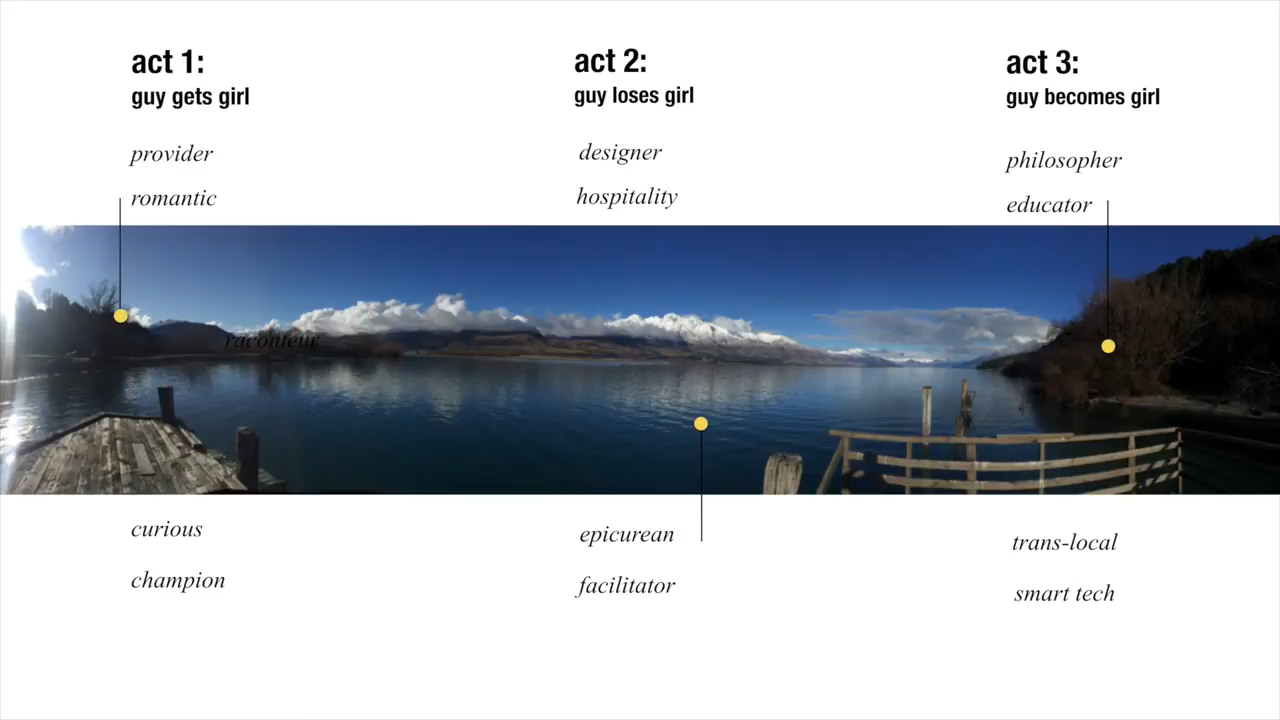 act 1:
guy gets girl
provider
romantic
raconteur
curious
champion
act 2:
guy loses girl
designer
hospitality
epicurean
facilitator
act 3:
guy becomes girl
philosopher
educator
trans-local
smart tech